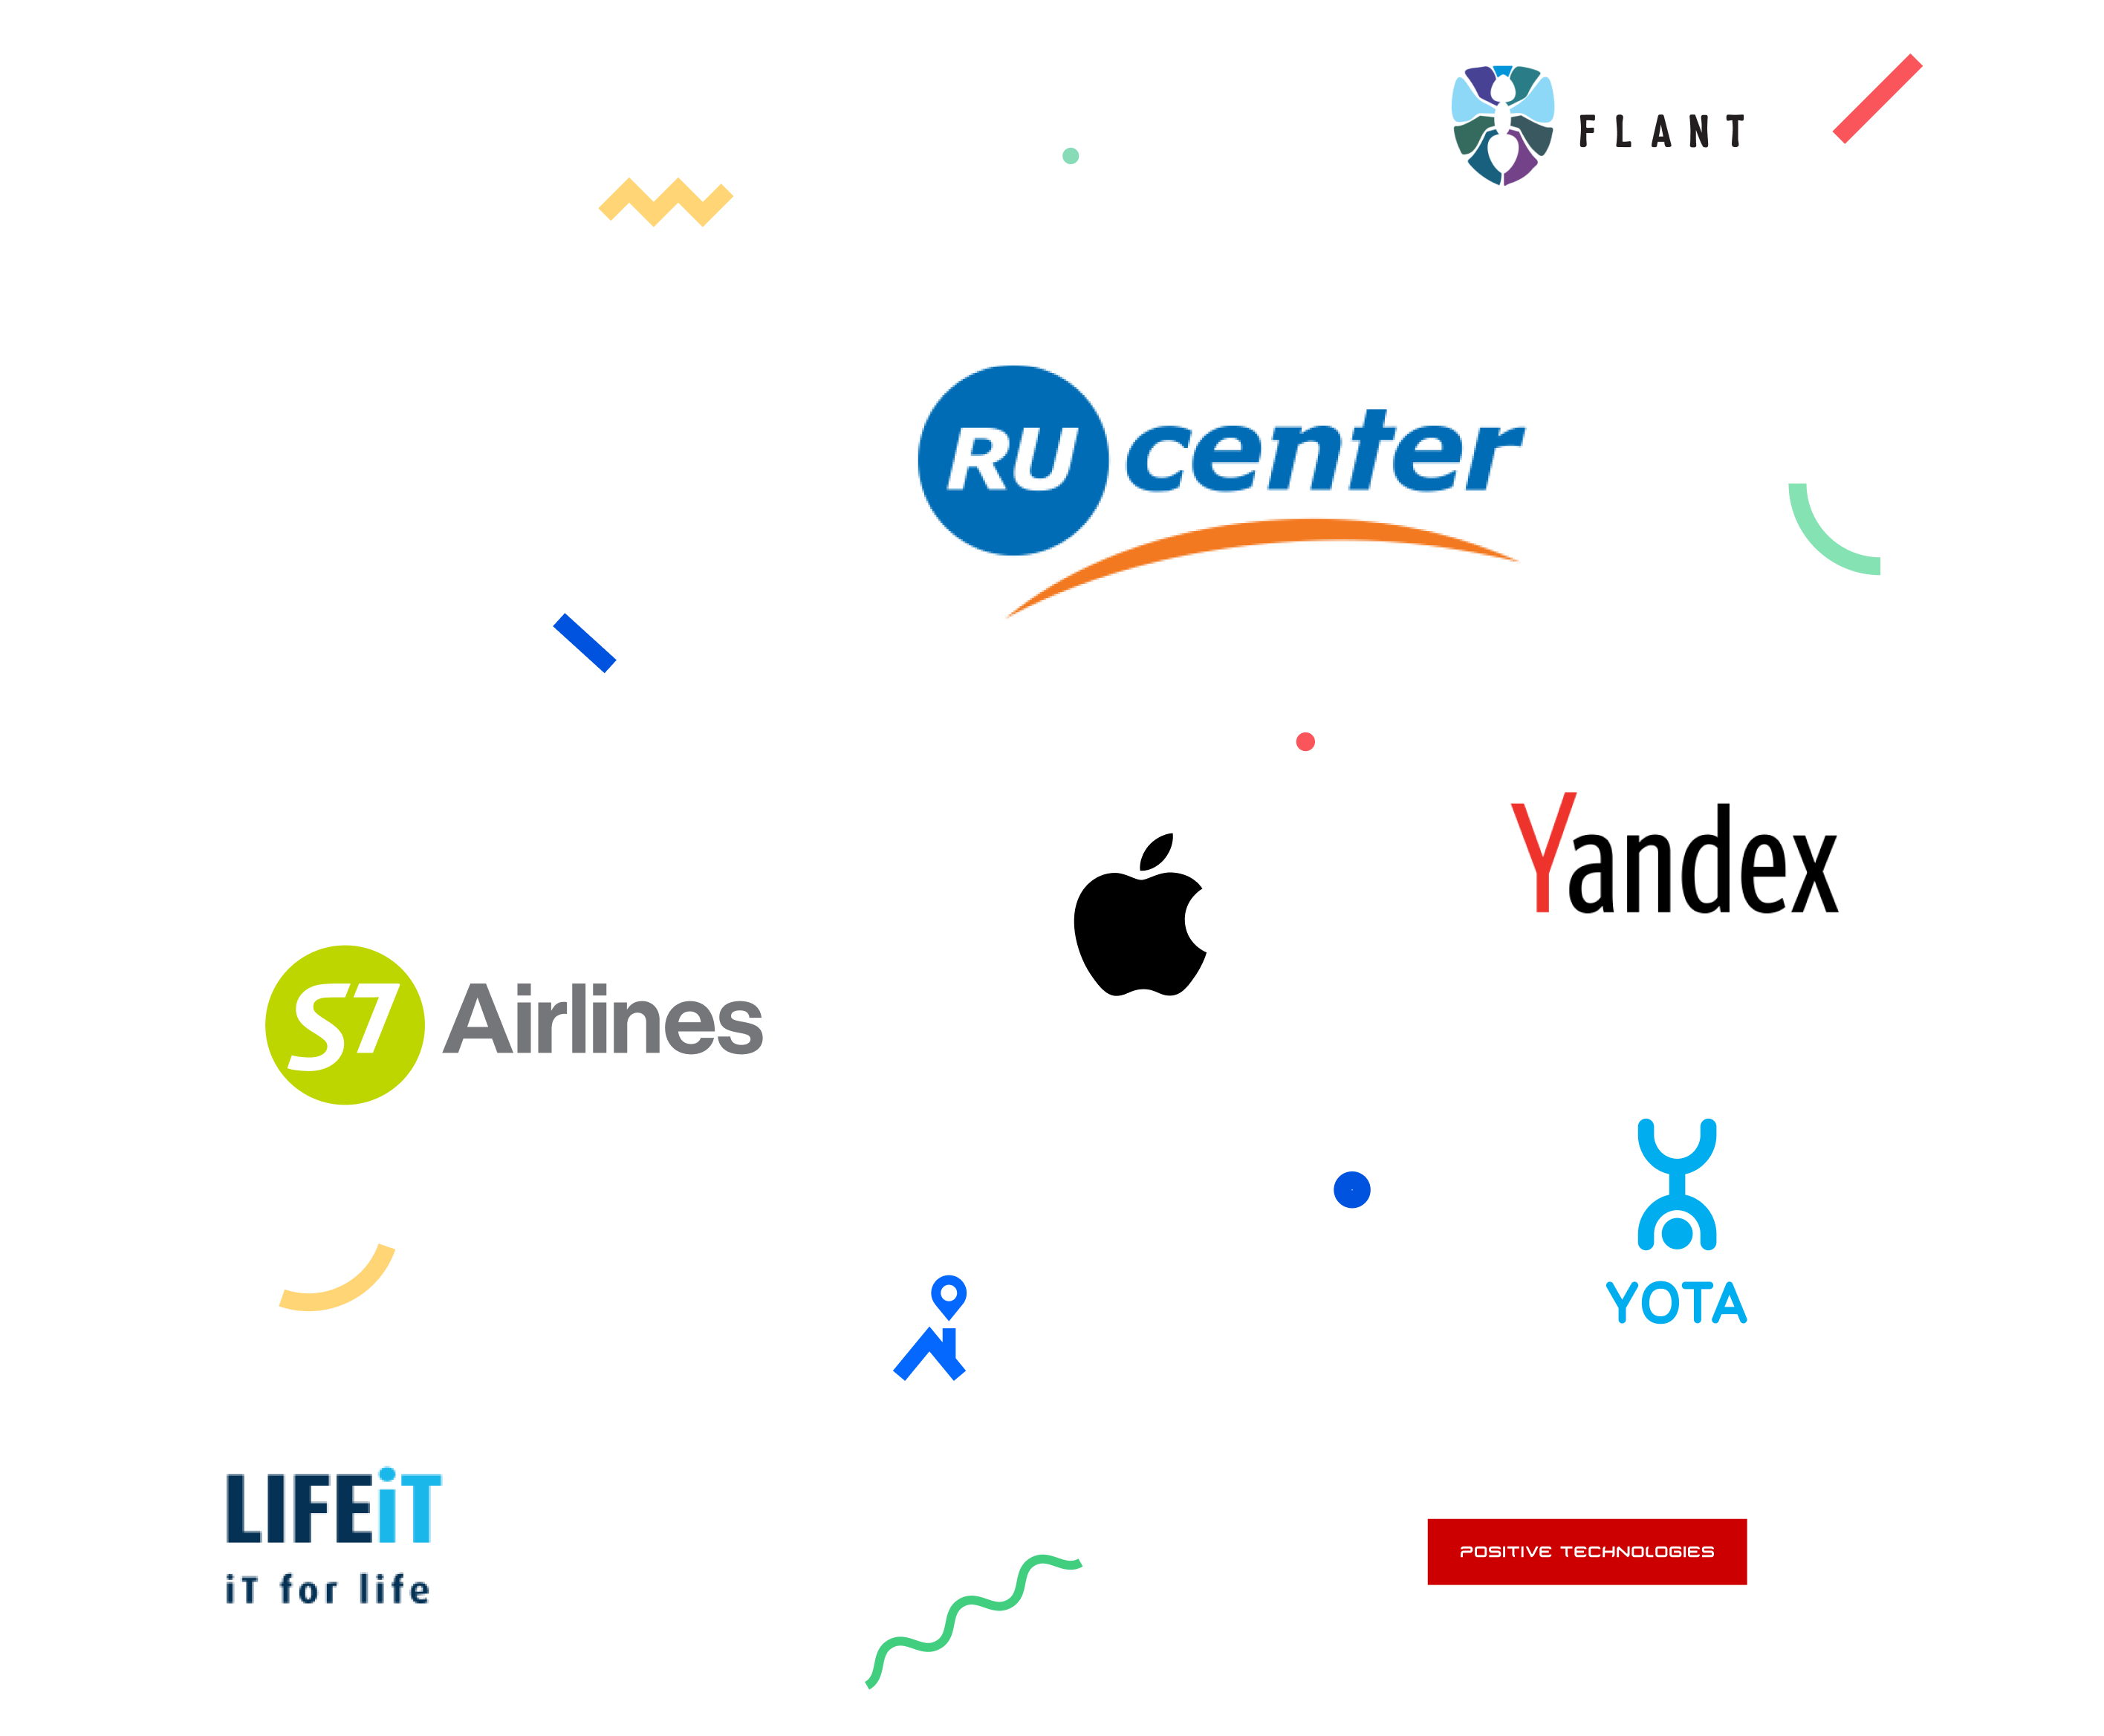 FLANT
RU center
Yandex
S7 Airlines
YOTA
LIFEiT
iT for life
POSITIVE TECHNOLOGIES